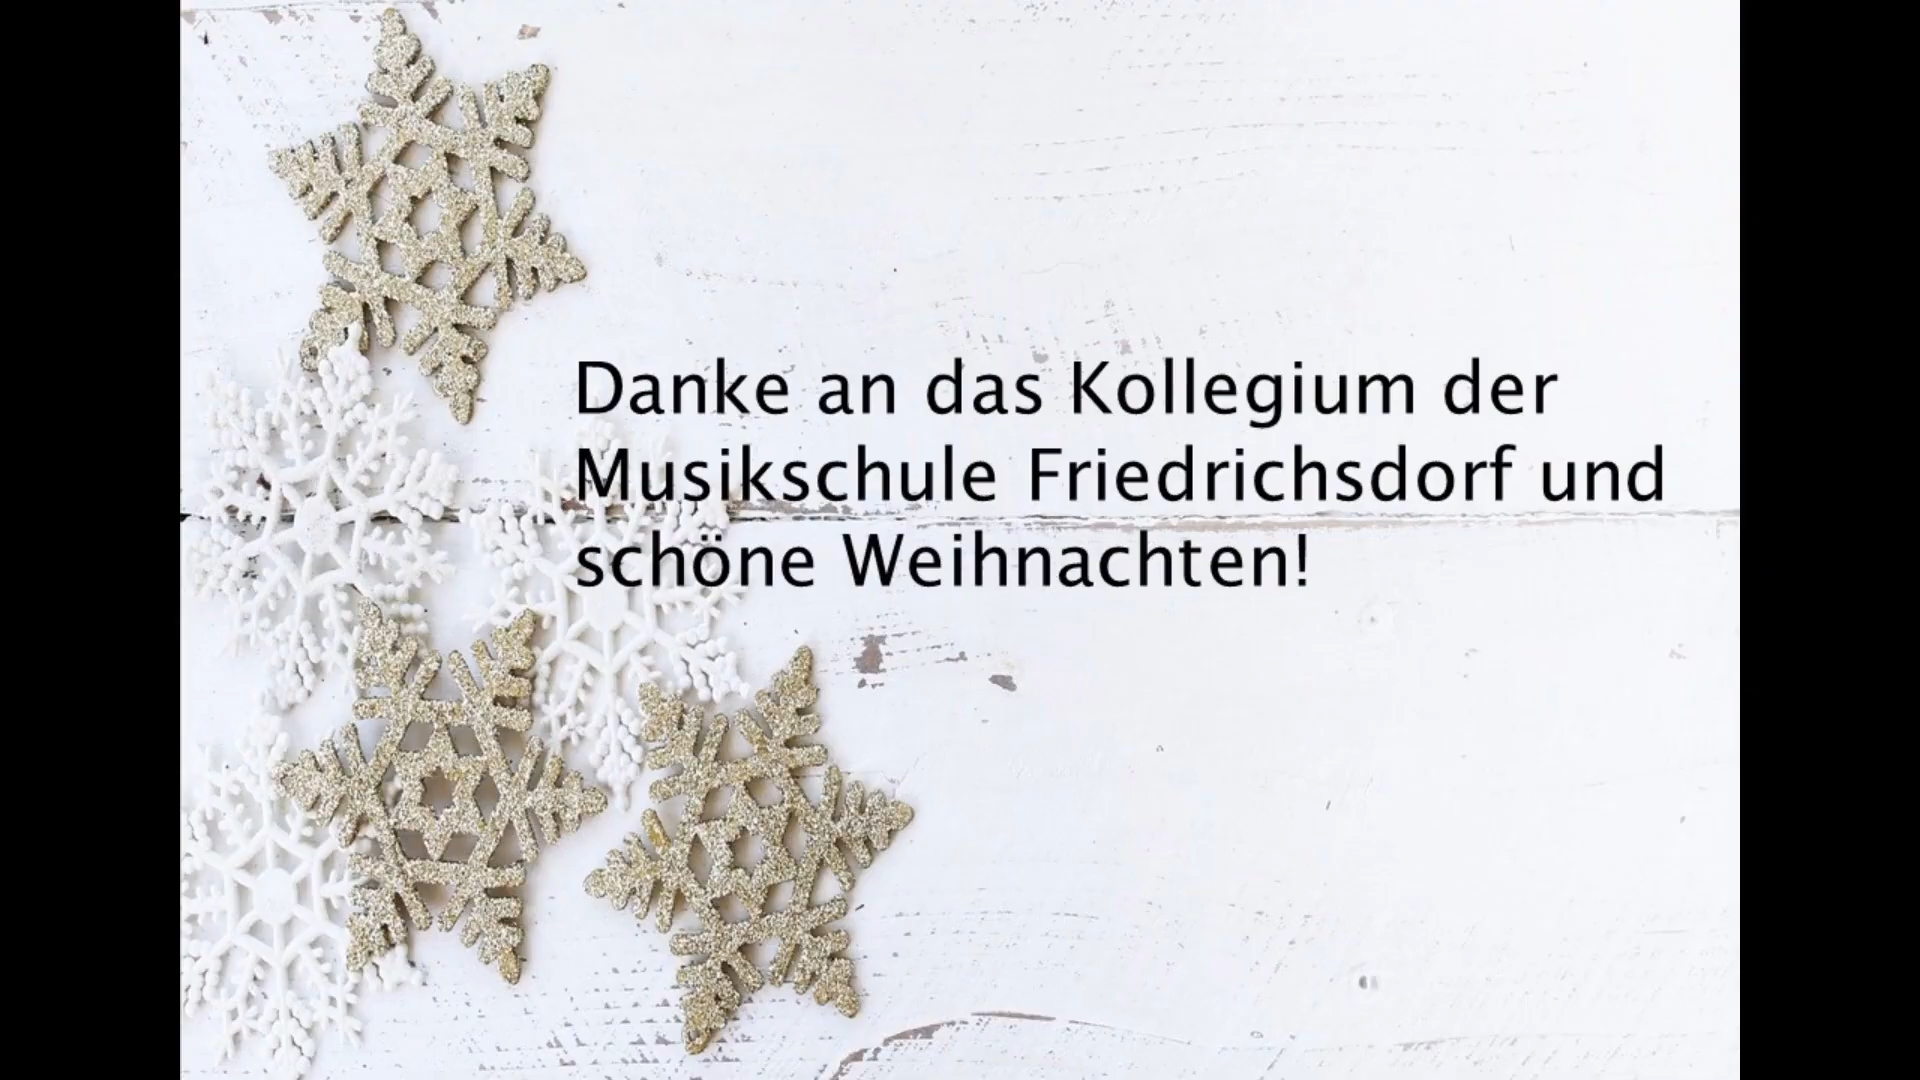 Danke an das Kollegium der
Musikschule Friedrichsdorf und
schöne Weihnachten!